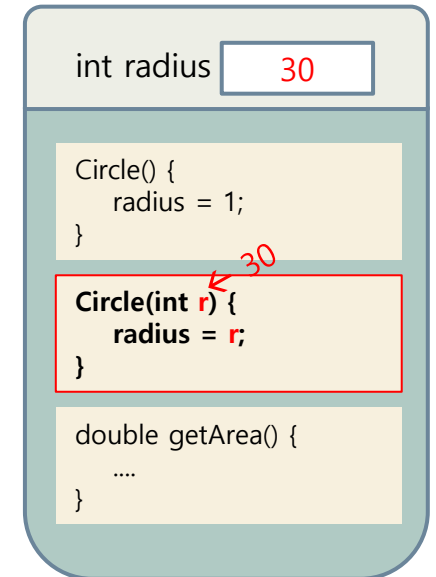 int radius 30
Circle() {
radius = 1;
}
30
Circle(int r) {
radius = r;
}
double getArea() {
....
}